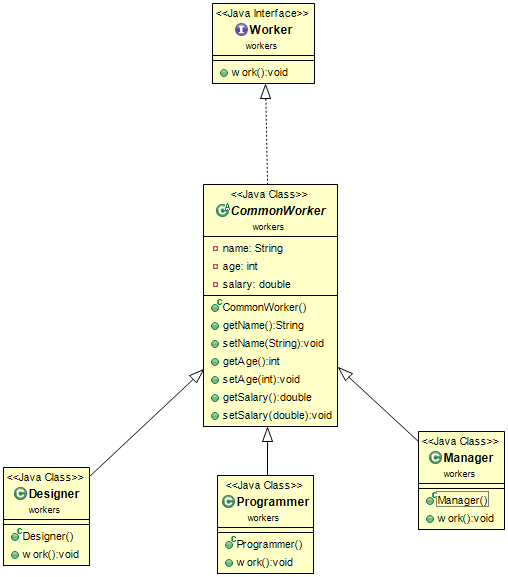 <<Java Interface>>
Worker
workers
work():void
<<Java Class>>
CommonWorker
workers
name: String
age: int
salary: double
CommonWorker()
getName():String
setName(String):void
getAge():int
setAge(int):void
getSalary():double
setSalary(double):void
<<Java Class>>
Designer
workers
Designer()
work():void
<<Java Class>>
Programmer
workers
Programmer()
work():void
<<Java Class>>
Manager
workers
Manager()
work():void